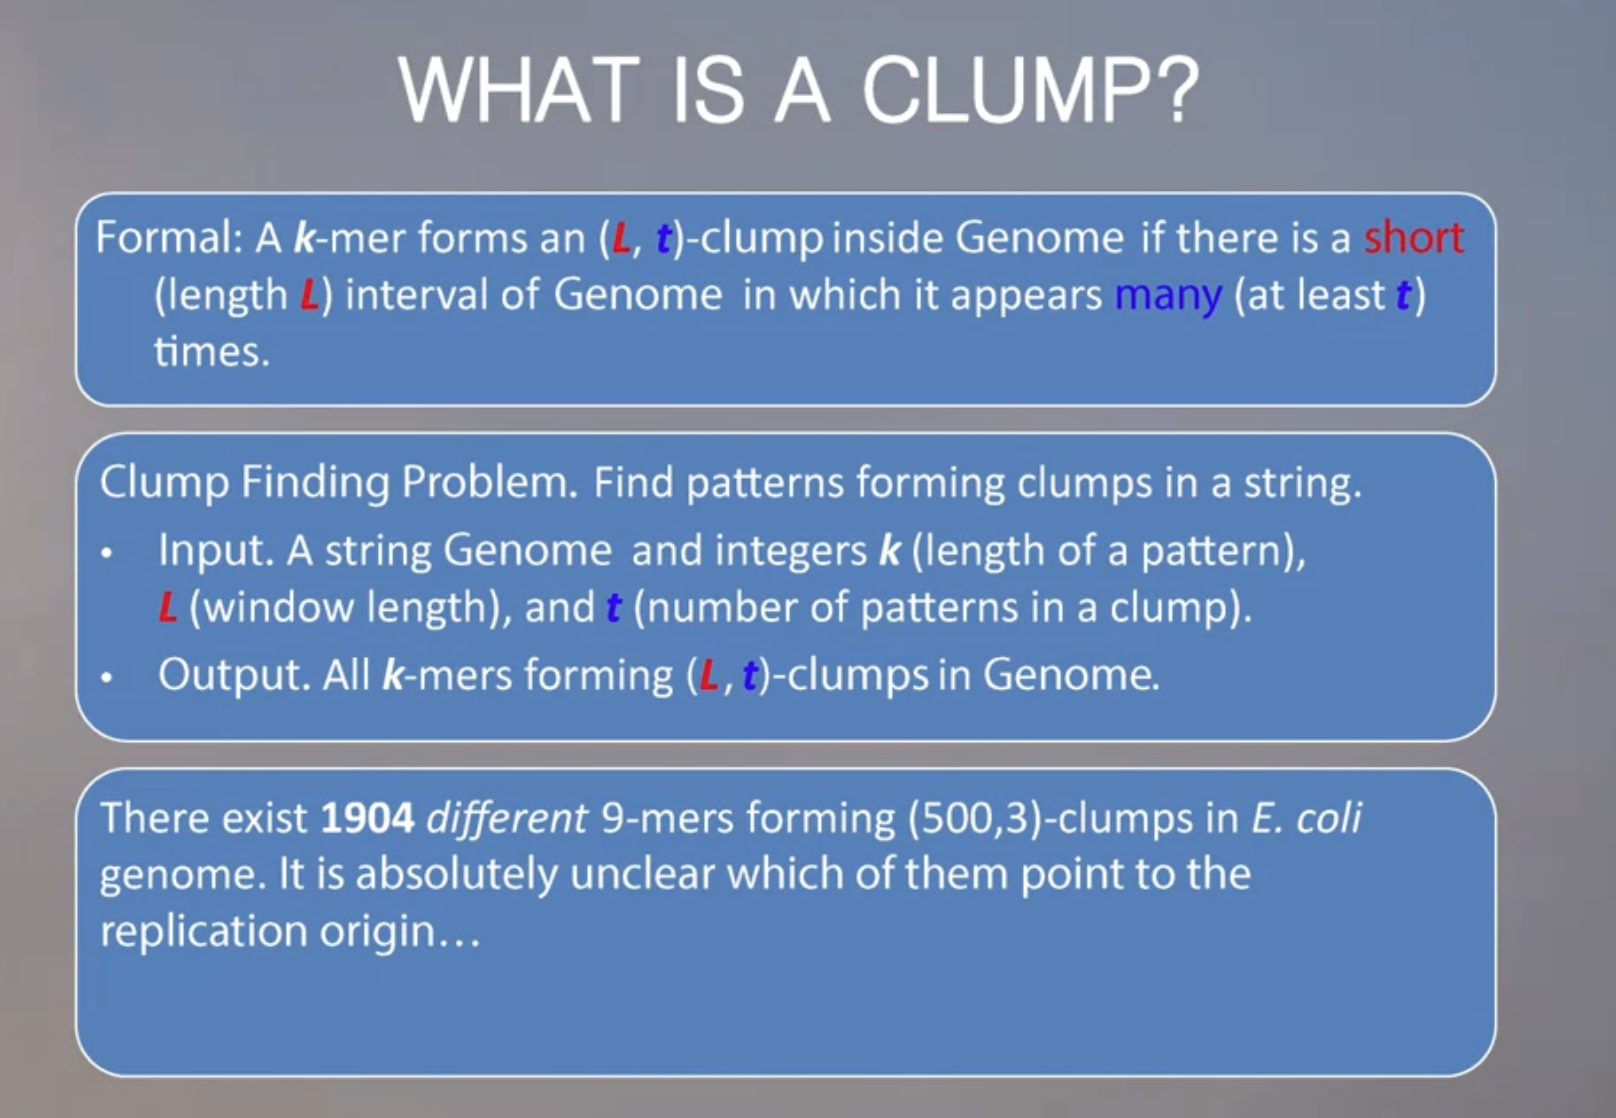 WHAT IS A CLUMP?
Formal: A k-mer forms an (L, t)-clump inside Genome if there is a short
(length L) interval of Genome in which it appears many (at least t)
times.
Clump Finding Problem. Find patterns forming clumps in a string.
• Input. A string Genome and integers k (length of a pattern),
L (window length), and t (number of patterns in a clump).
• Output. All k-mers forming (L, t)-clumps in Genome.
There exist 1904 different 9-mers forming (500,3)-clumps in E. coli
genome. It is absolutely unclear which of them point to the
replication origin…